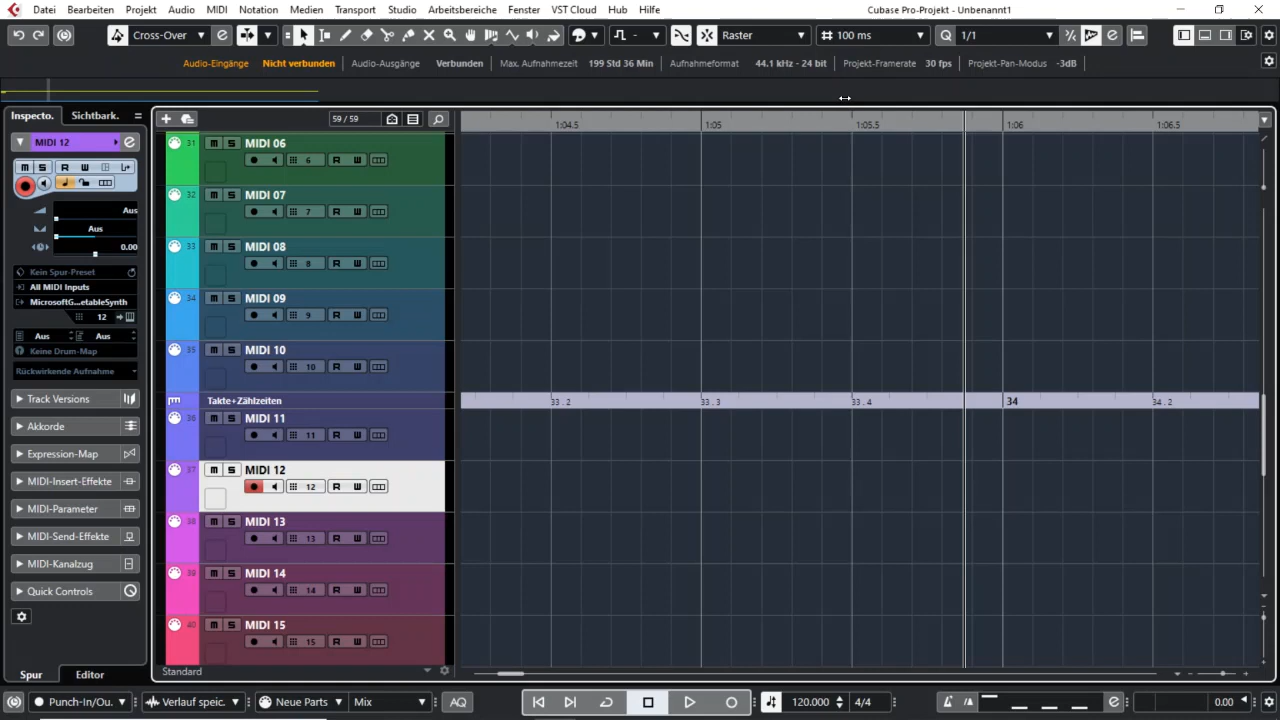 Datei Bearbeiten Projekt Audio MIDI Notation Medien Transport Studio Arbeitsbereiche Fenster VST Cloud Hub Hilfe Cubase Pro-Projekt - Unbenannt1
Cross-Over Raster 100 ms Q 1/1
Audio-Eingänge Nicht verbunden Audio-Ausgänge Verbunden Max. Aufnahmezeit 199 Std 36 Min Aufnahmeformat 44.1 kHz - 24 bit Projekt-Framerate 30 fps Projekt-Pan-Modus -3dB
Inspecto. Sichtbark. 59 / 59
1:04.5 1:05 1:05.5 1:06 1:06.5
MIDI 12
M S R W
Aus
Aus
0.00
Kein Spur-Preset
All MIDI Inputs
MicrosoftG...etableSynth
12
Aus Aus
Keine Drum-Map
Rückwirkende Aufnahme
Track Versions
Akkorde
Expression-Map
MIDI-Insert-Effekte
MIDI-Parameter
MIDI-Send-Effekte
MIDI-Kanalzug
Quick Controls
Spur Editor
31 M S MIDI 06
6 R W
32 M S MIDI 07
7 R W
33 M S MIDI 08
8 R W
34 M S MIDI 09
9 R W
35 M S MIDI 10
10 R W
Takte+Zählzeiten 33.2 33.3 33.4 34 34.2
36 M S MIDI 11
11 R W
37 M S MIDI 12
12 R W
38 M S MIDI 13
13 R W
39 M S MIDI 14
14 R W
40 M S MIDI 15
15 R W
Standard
Punch-In/Ou. Verlauf speic. Neue Parts Mix AQ 120.000 4/4 0.00